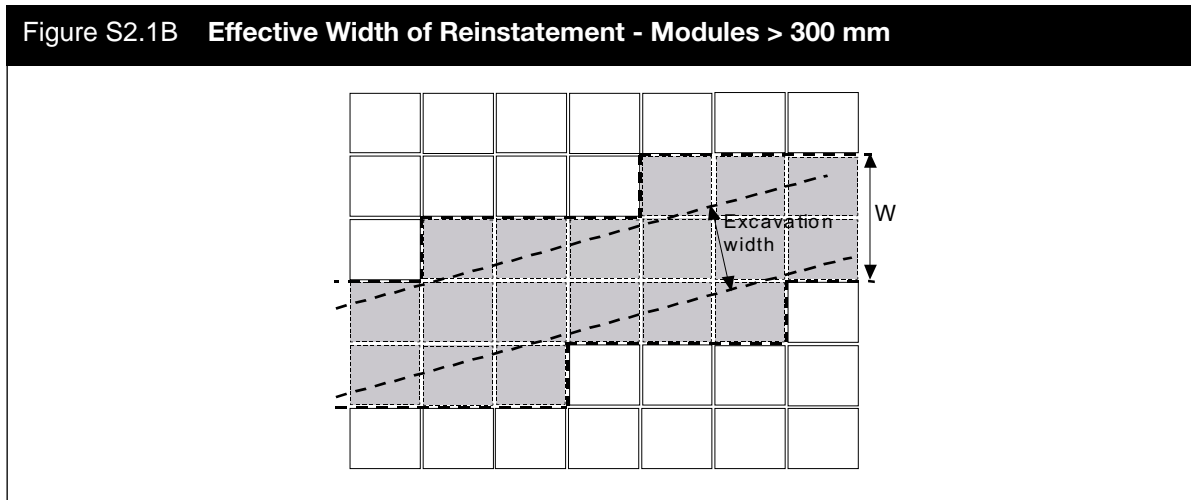 Figure S2.1B Effective Width of Reinstatement - Modules > 300 mm
W
Excavation
width